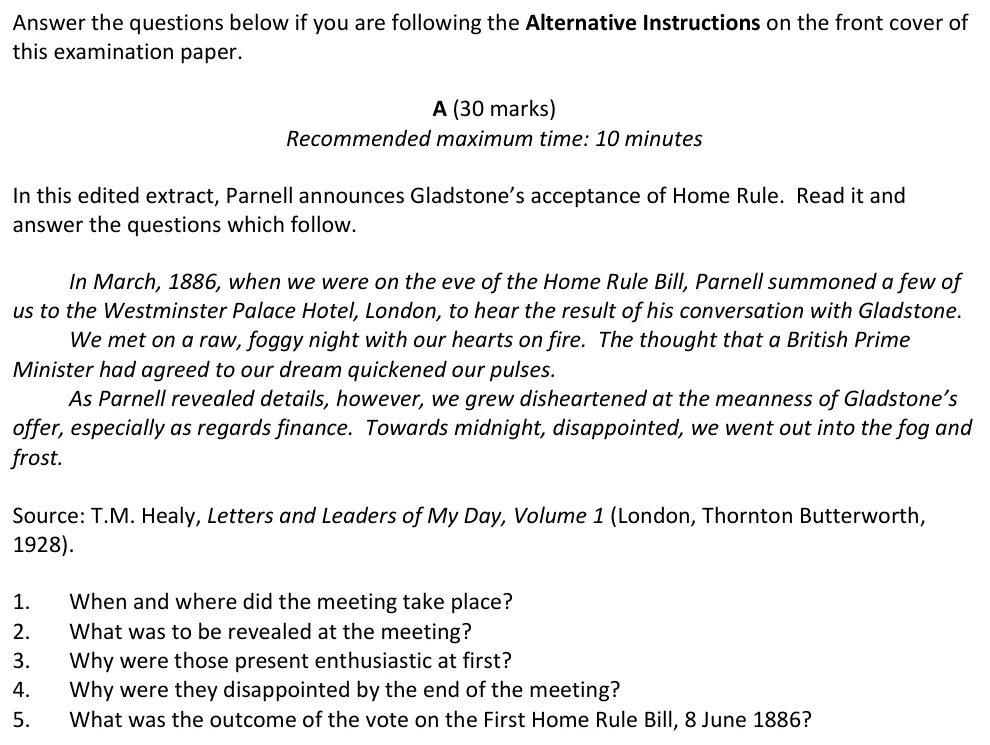 Answer the questions below if you are following the Alternative Instructions on the front cover of
this examination paper.
A (30 marks)
Recommended maximum time: 10 minutes
In this edited extract, Parnell announces Gladstone’s acceptance of Home Rule.  Read it and
answer the questions which follow.
In March, 1886, when we were on the eve of the Home Rule Bill, Parnell summoned a few of
us to the Westminster Palace Hotel, London, to hear the result of his conversation with Gladstone.
We met on a raw, foggy night with our hearts on fire.  The thought that a British Prime
Minister had agreed to our dream quickened our pulses.
As Parnell revealed details, however, we grew disheartened at the meanness of Gladstone’s
offer, especially as regards finance.  Towards midnight, disappointed, we went out into the fog and
frost.
Source: T.M. Healy, Letters and Leaders of My Day, Volume 1 (London, Thornton Butterworth,
1928).
1. When and where did the meeting take place?
2. What was to be revealed at the meeting?
3. Why were those present enthusiastic at first?
4. Why were they disappointed by the end of the meeting?
5. What was the outcome of the vote on the First Home Rule Bill, 8 June 1886?